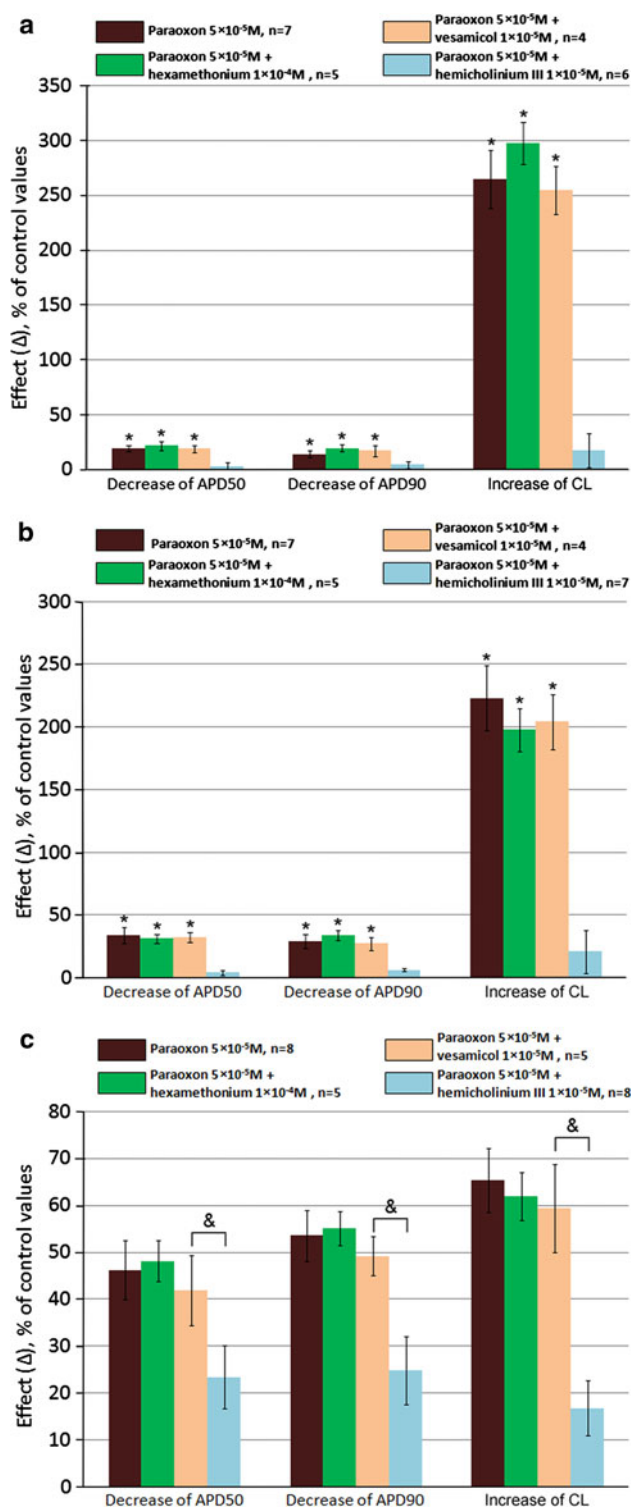 a
Paraoxon 5×10⁻⁵M, n=7
Paraoxon 5×10⁻⁵M +
hexamethonium 1×10⁻⁴M , n=5
Paraoxon 5×10⁻⁵M +
vesamicol 1×10⁻⁵M , n=4
Paraoxon 5×10⁻⁵M +
hemicholinium III 1×10⁻⁵M, n=6
Effect (Δ), % of control values
350
300
250
200
150
100
50
0
* * *
* * *
* * *
Decrease of APD50 Decrease of APD90 Increase of CL
b
Paraoxon 5×10⁻⁵M, n=7
Paraoxon 5×10⁻⁵M +
hexamethonium 1×10⁻⁴M , n=5
Paraoxon 5×10⁻⁵M +
vesamicol 1×10⁻⁵M , n=4
Paraoxon 5×10⁻⁵M +
hemicholinium III 1×10⁻⁵M, n=7
Effect (Δ), % of control values
300
250
200
150
100
50
0
* * *
* * *
* * *
Decrease of APD50 Decrease of APD90 Increase of CL
c
Paraoxon 5×10⁻⁵M, n=8
Paraoxon 5×10⁻⁵M +
hexamethonium 1×10⁻⁴M , n=5
Paraoxon 5×10⁻⁵M +
vesamicol 1×10⁻⁵M, n=5
Paraoxon 5×10⁻⁵M +
hemicholinium III 1×10⁻⁵M, n=8
Effect (Δ), % of control values
80
70
60
50
40
30
20
10
0
&
&
&
Decrease of APD50 Decrease of APD90 Increase of CL